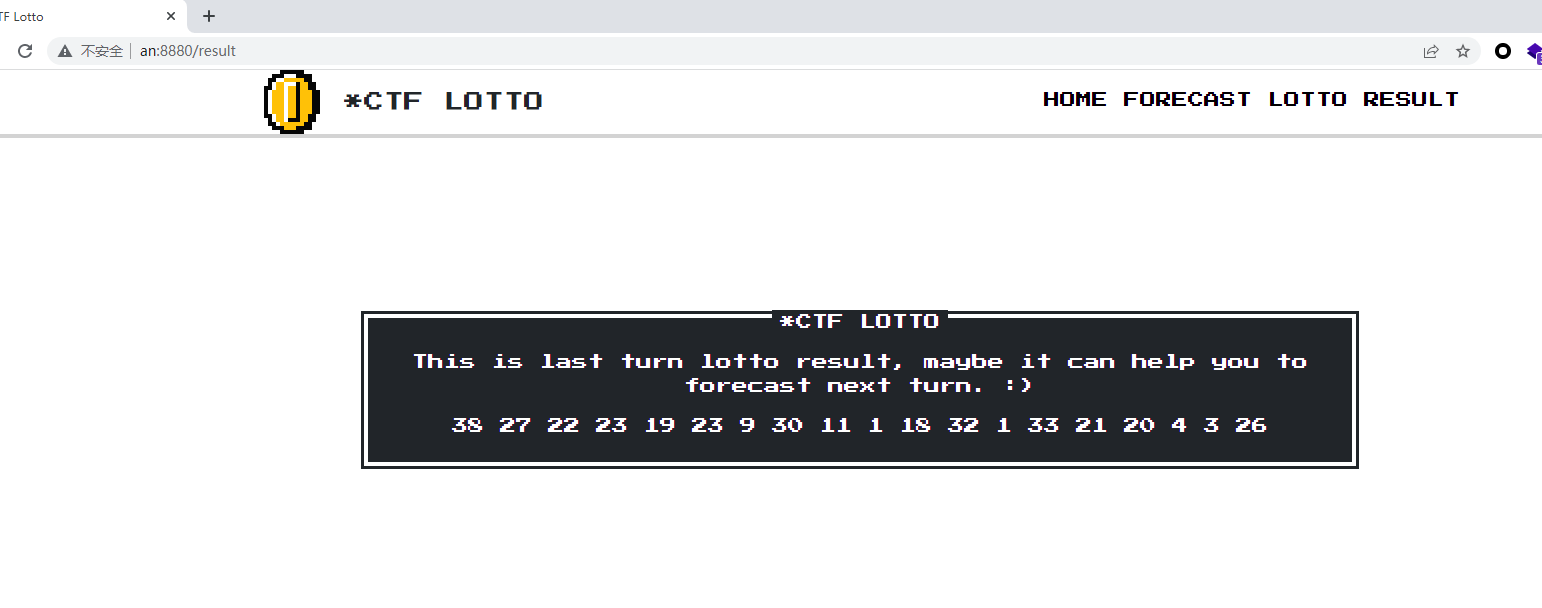 TF Lotto
不安全 an:8880/result
*CTF LOTTO
HOME FORECAST LOTTO RESULT
*CTF LOTTO
This is last turn lotto result, maybe it can help you to
forecast next turn. :)
38 27 22 23 19 23 9 30 11 1 18 32 1 33 21 20 4 3 26